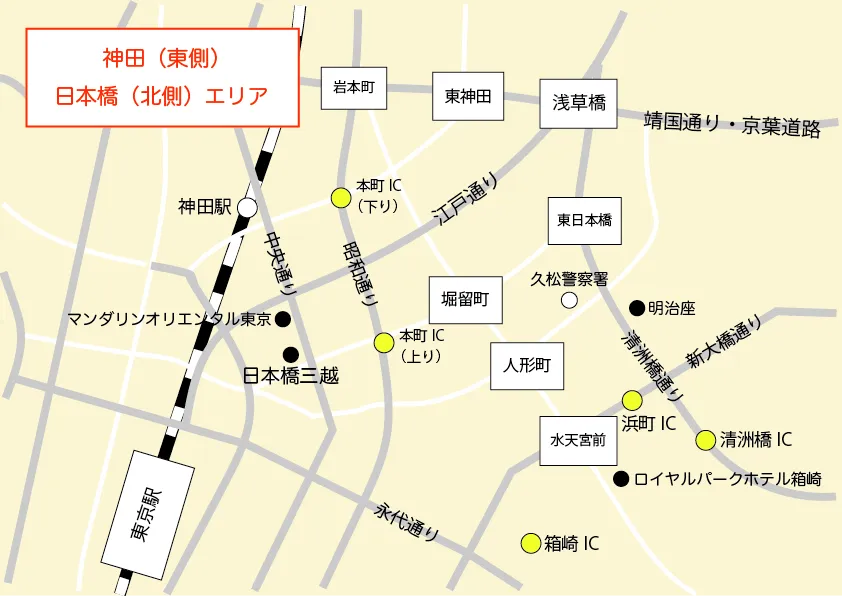 神田（東側）
日本橋（北側）エリア
岩本町
東神田
浅草橋
靖国通り・京葉道路
本町 IC
（下り）
神田駅
江戸通り
東日本橋
中央通り
昭和通り
久松警察署
堀留町
明治座
マンダリンオリエンタル東京
本町 IC
（上り）
新大橋通り
清洲橋通り
人形町
日本橋三越
浜町 IC
水天宮前
清洲橋 IC
ロイヤルパークホテル箱崎
東京駅
永代通り
箱崎 IC